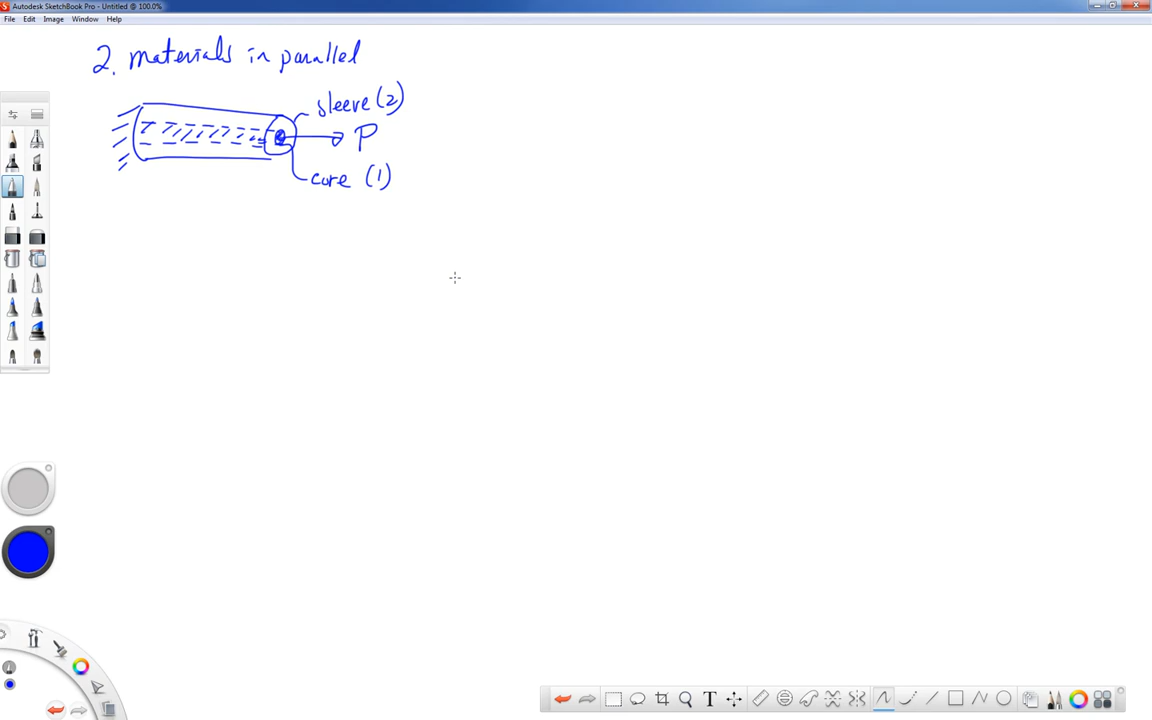 Autodesk SketchBook Pro - Untitled @ 100.0%
File Edit Image Window Help
2. materials in parallel
sleeve (2)
P
core (1)
T